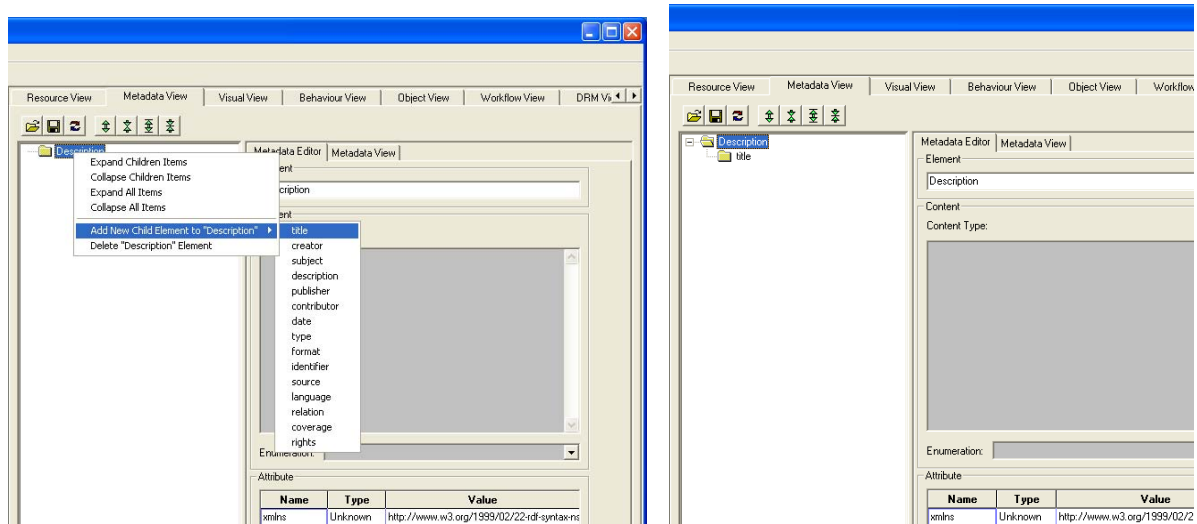 Resource View Metadata View Visual View Behaviour View Object View Workflow View DRM Vi
Description
Expand Children Items
Collapse Children Items
Expand All Items
Collapse All Items
Add New Child Element to "Description"
Delete "Description" Element
title
creator
subject
description
publisher
contributor
date
type
format
identifier
source
language
relation
coverage
rights
Metadata Editor Metadata View
ent
cription
ent
Enumeration:
Attribute
Name Type Value
xmlns Unknown http://www.w3.org/1999/02/22-rdf-syntax-ns
Resource View Metadata View Visual View Behaviour View Object View Workflow
Description
title
Metadata Editor Metadata View
Element
Description
Content
Content Type:
Enumeration:
Attribute
Name Type Value
xmlns Unknown http://www.w3.org/1999/02/2